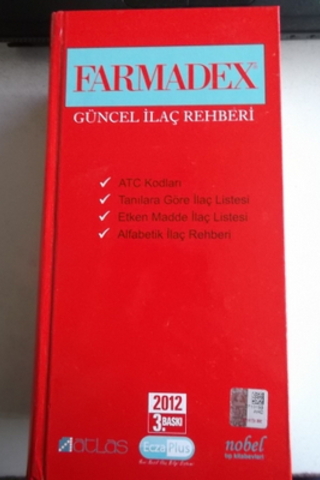 FARMADEX
GÜNCEL İLAÇ REHBERİ
ATC Kodları
Tanılara Göre İlaç Listesi
Etken Madde İlaç Listesi
Alfabetik İlaç Rehberi
2012
3. BASKI
atlas
EczaPlus
nobel
tıp kitabevleri